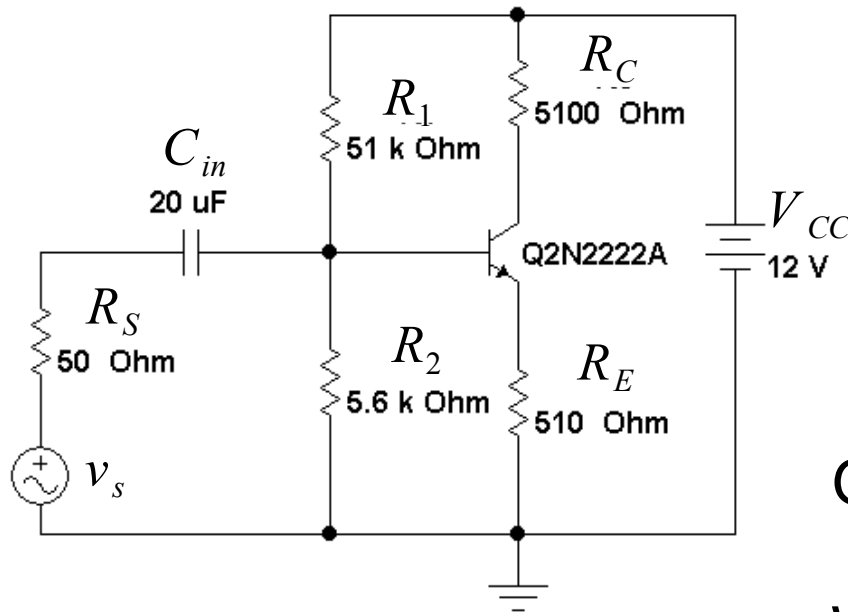 R_C
5100 Ohm
R_1
51 k Ohm
C_in
20 uF
V_CC
12 V
Q2N2222A
R_S
50 Ohm
R_2
5.6 k Ohm
R_E
510 Ohm
+
v_s